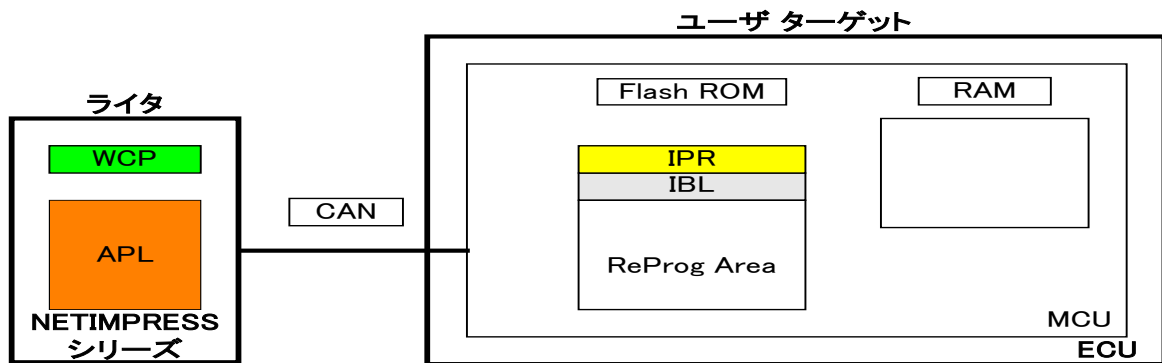 ユーザ ターゲット
ライタ
Flash ROM
RAM
WCP
IPR
IBL
CAN
APL
ReProg Area
NETIMPRESS
シリーズ
MCU
ECU